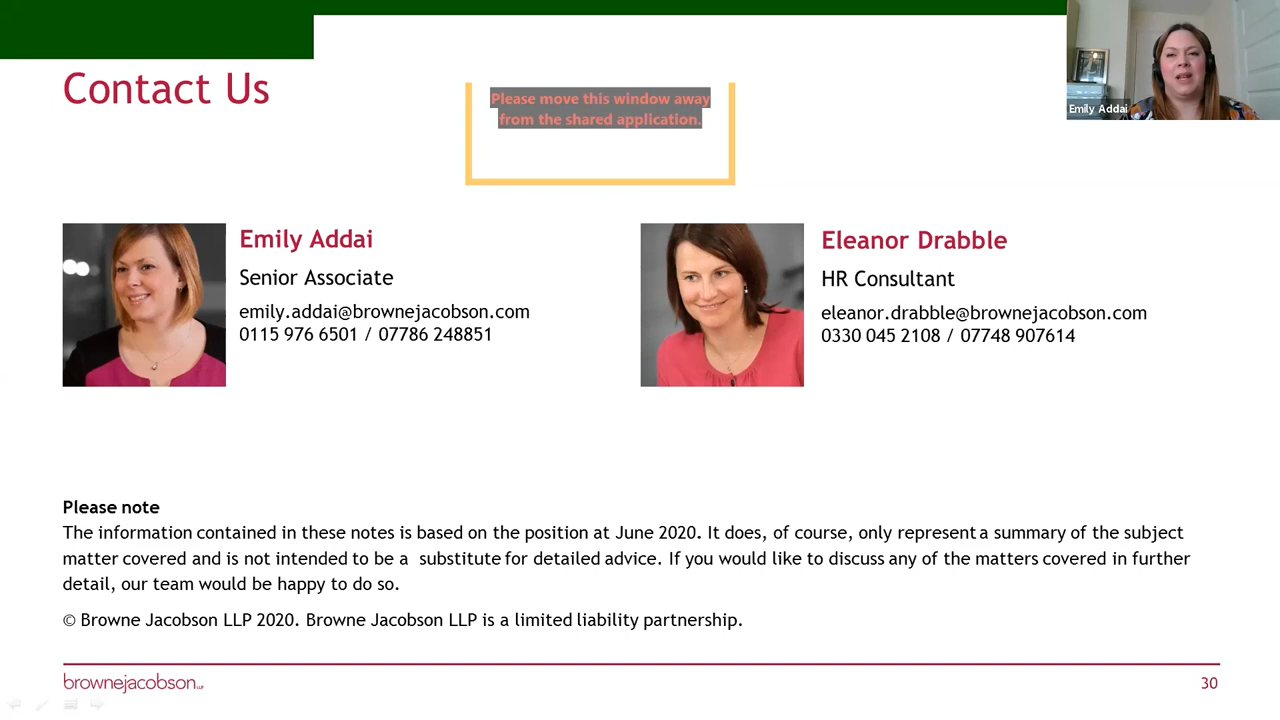 Contact Us
Please move this window away
from the shared application.
Emily Addai
Emily Addai
Senior Associate
emily.addai@brownejacobson.com
0115 976 6501 / 07786 248851
Eleanor Drabble
HR Consultant
eleanor.drabble@brownejacobson.com
0330 045 2108 / 07748 907614
Please note
The information contained in these notes is based on the position at June 2020. It does, of course, only represent a summary of the subject
matter covered and is not intended to be a substitute for detailed advice. If you would like to discuss any of the matters covered in further
detail, our team would be happy to do so.
© Browne Jacobson LLP 2020. Browne Jacobson LLP is a limited liability partnership.
brownejacobson LLP
30